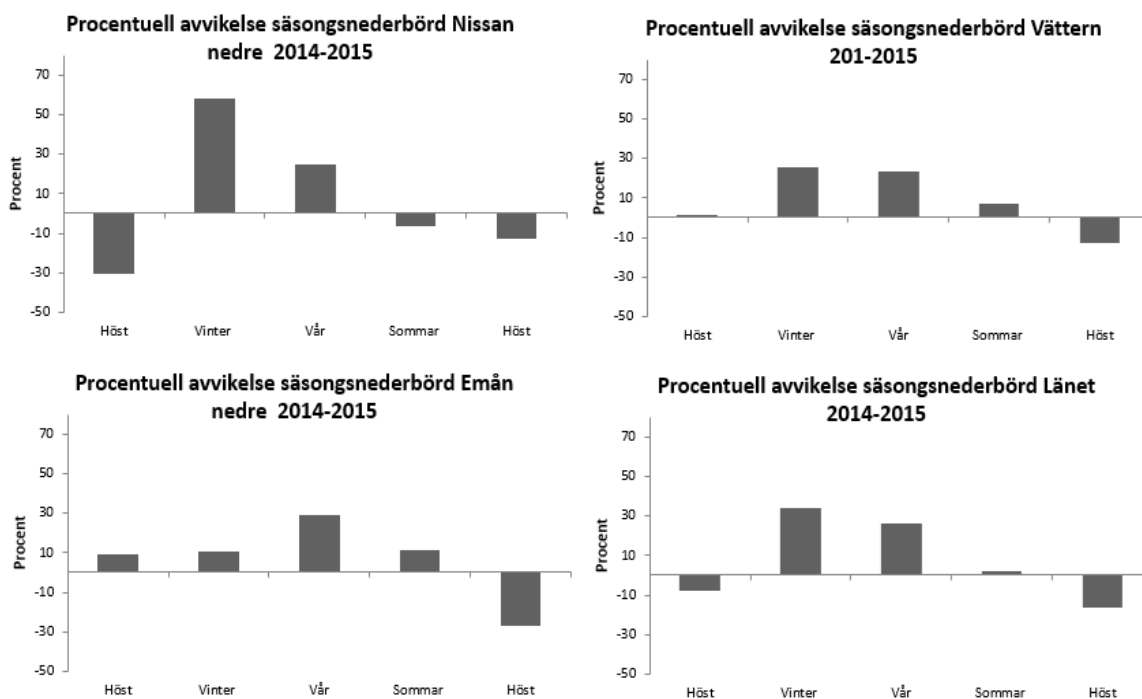 Procentuell avvikelse säsongsnederbörd Nissan
nedre 2014-2015
Procent
70
50
30
10
-10
-30
-50
Höst Vinter Vår Sommar Höst
Procentuell avvikelse säsongsnederbörd Vättern
201-2015
Procent
70
50
30
10
-10
-30
-50
Höst Vinter Vår Sommar Höst
Procentuell avvikelse säsongsnederbörd Emån
nedre 2014-2015
Procent
70
50
30
10
-10
-30
-50
Höst Vinter Vår Sommar Höst
Procentuell avvikelse säsongsnederbörd Länet
2014-2015
Procent
70
50
30
10
-10
-30
-50
Höst Vinter Vår Sommar Höst